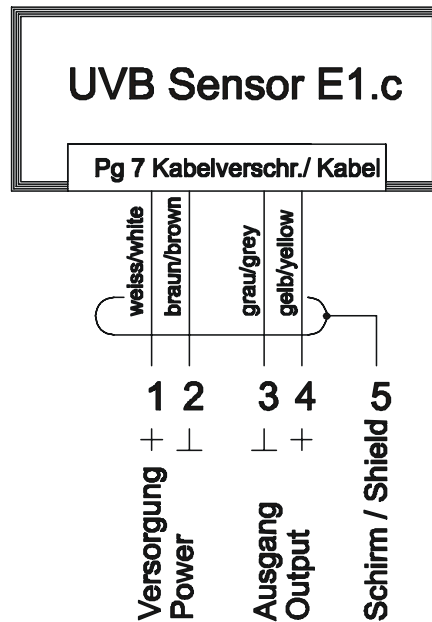 UVB Sensor E1.c
Pg 7 Kabelverschr./ Kabel
weiss/white
braun/brown
grau/grey
gelb/yellow
1 2 3 4 5
+ ⊥ ⊥ +
Versorgung
Power
Ausgang
Output
Schirm / Shield